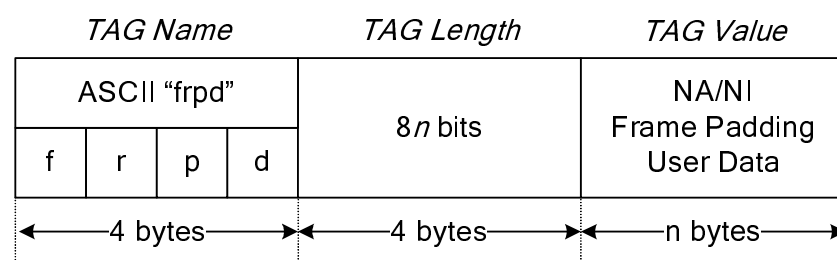 TAG Name TAG Length TAG Value
ASCII “frpd”
f r p d
8n bits
NA/NI
Frame Padding
User Data
4 bytes 4 bytes n bytes